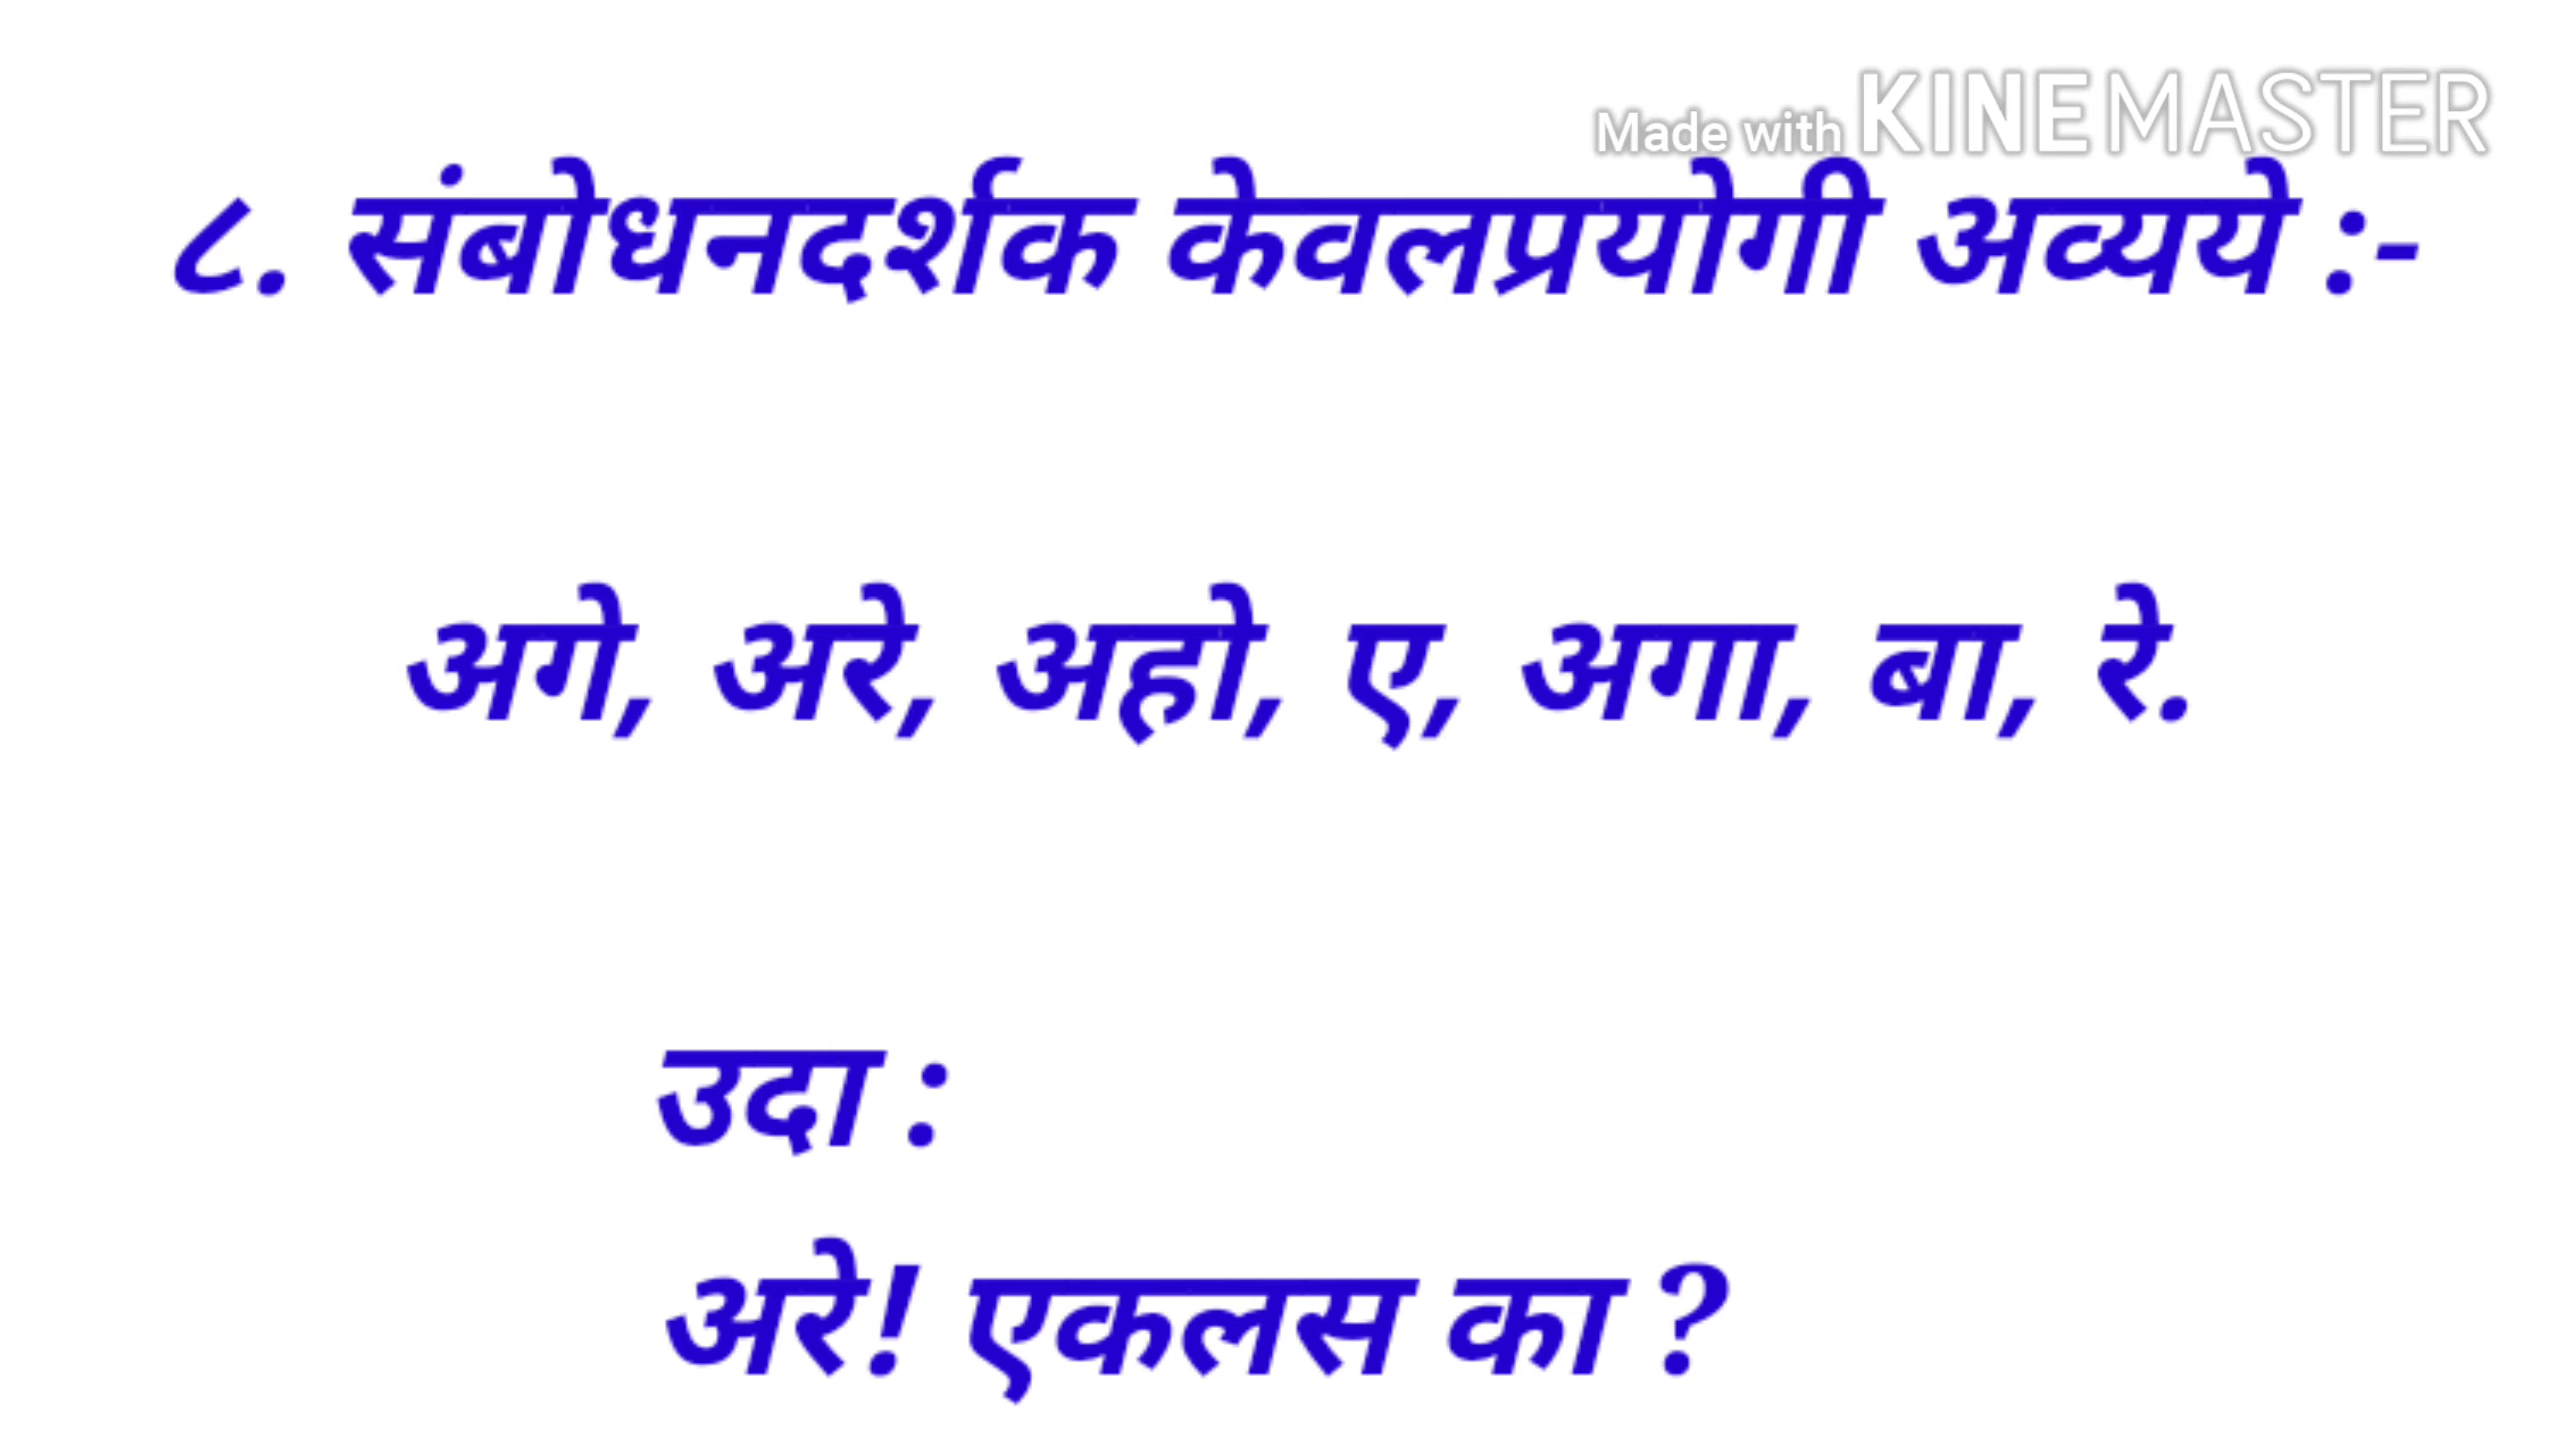 Made with KINEMASTER
८. संबोधनदर्शक केवलप्रयोगी अव्यये :-
अगे, अरे, अहो, ए, अगा, बा, रे.
उदा :
अरे! एकलस का ?